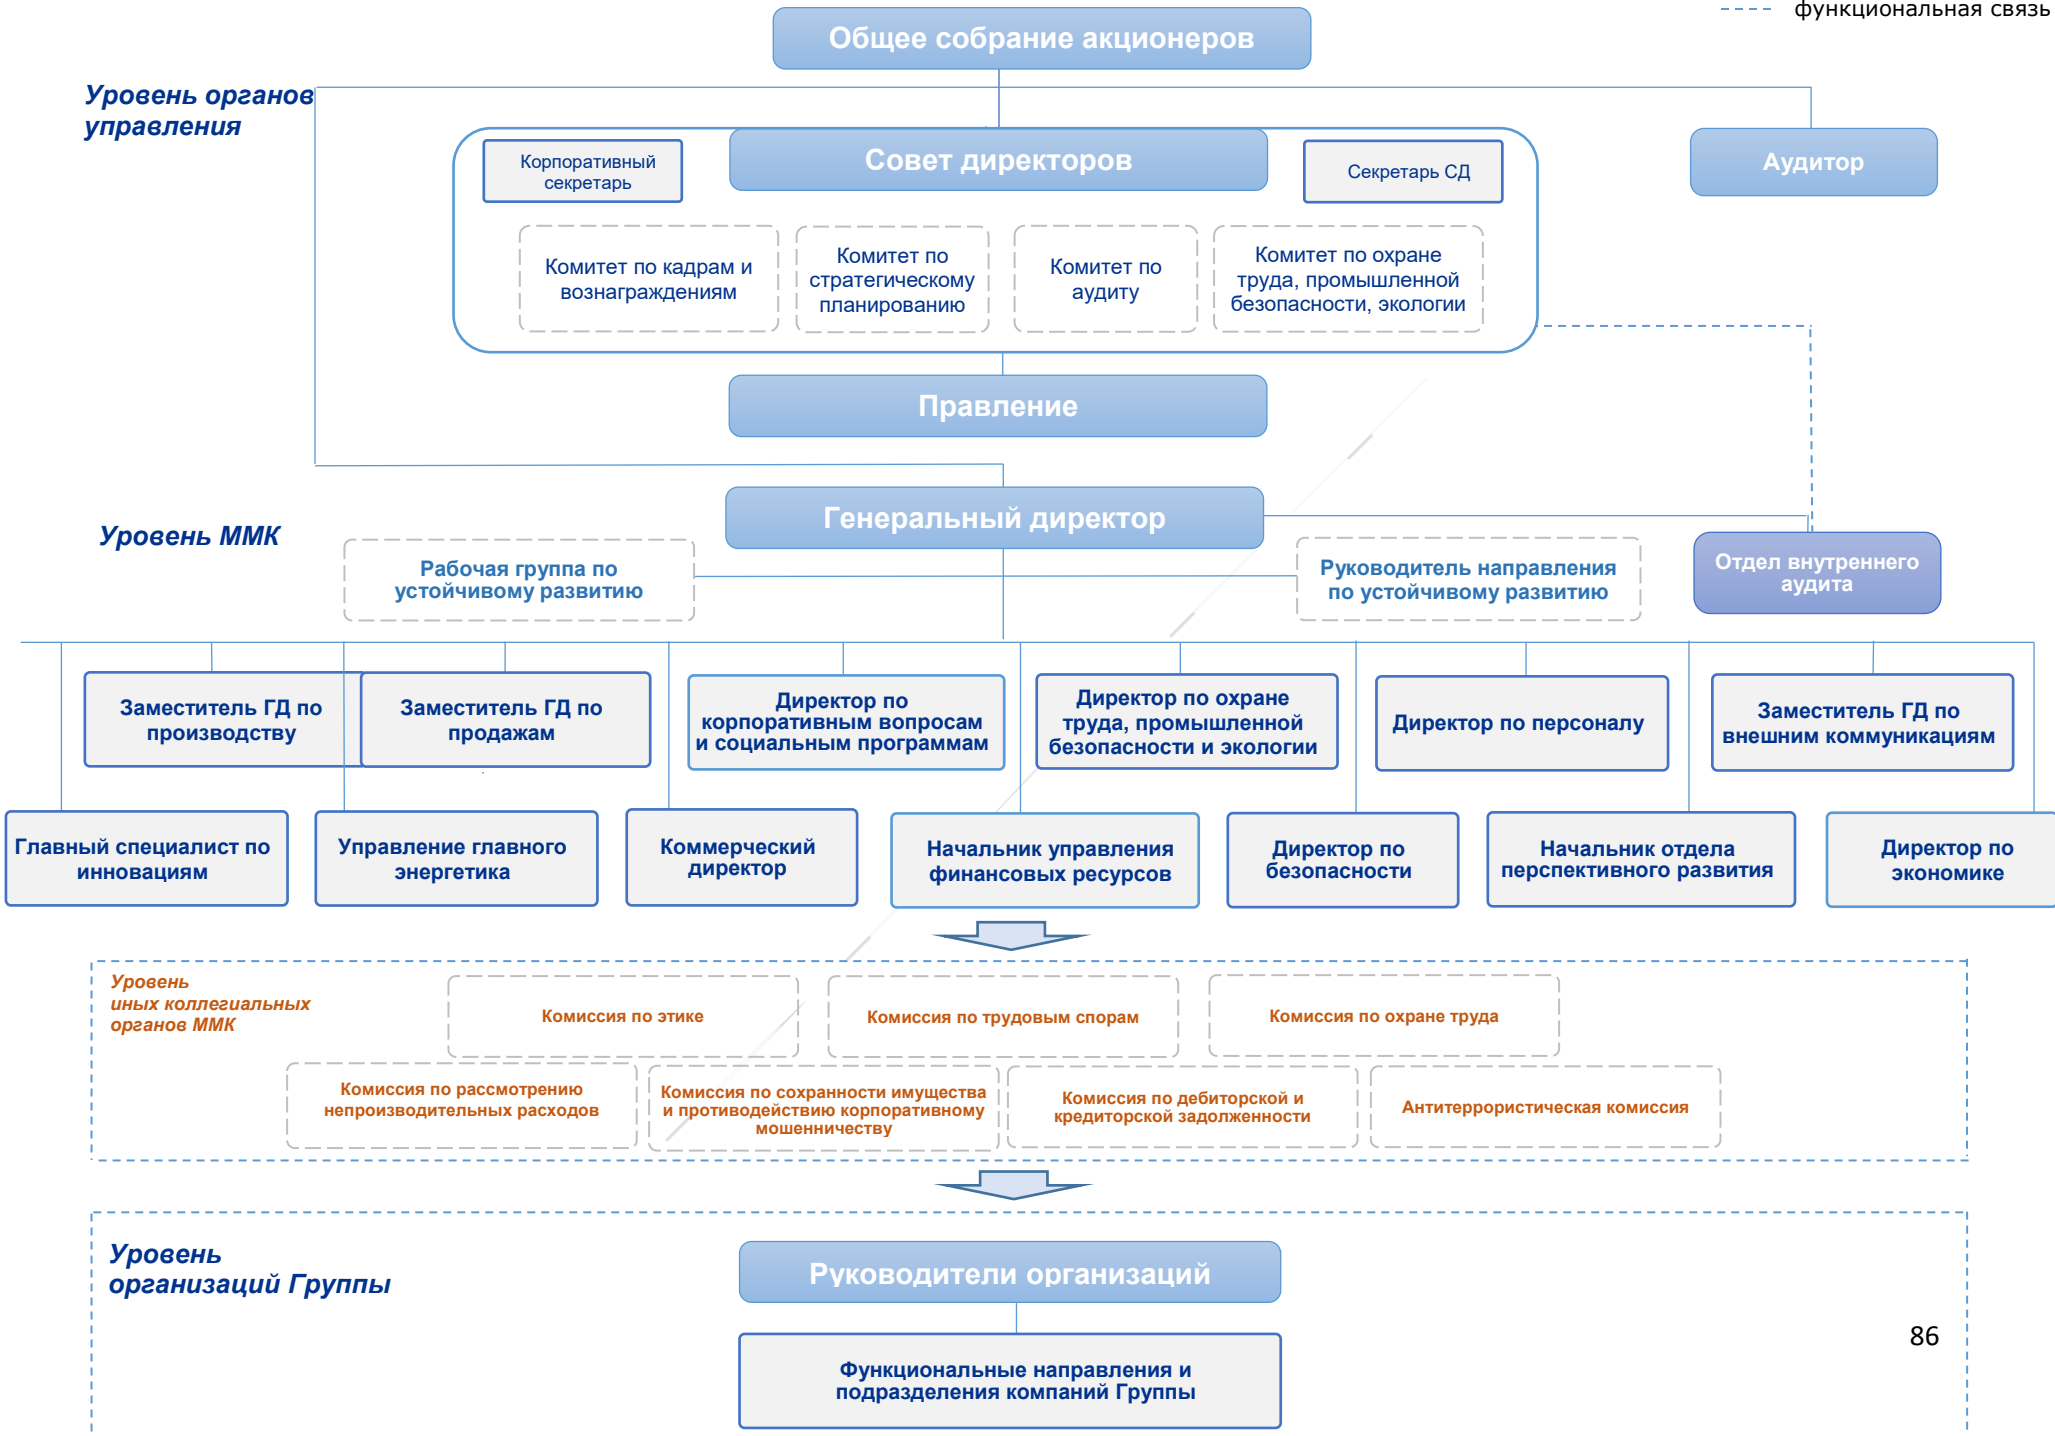 функциональная связь
Общее собрание акционеров
Уровень органов
управления
Корпоративный
секретарь
Совет директоров
Секретарь СД
Аудитор
Комитет по кадрам и
вознаграждениям
Комитет по
стратегическому
планированию
Комитет по
аудиту
Комитет по охране
труда, промышленной
безопасности, экологии
Правление
Генеральный директор
Уровень ММК
Рабочая группа по
устойчивому развитию
Руководитель направления
по устойчивому развитию
Отдел внутреннего
аудита
Заместитель ГД по
производству
Заместитель ГД по
продажам
Директор по
корпоративным вопросам
и социальным программам
Директор по охране
труда, промышленной
безопасности и экологии
Директор по персоналу
Заместитель ГД по
внешним коммуникациям
Главный специалист по
инновациям
Управление главного
энергетика
Коммерческий
директор
Начальник управления
финансовых ресурсов
Директор по
безопасности
Начальник отдела
перспективного развития
Директор по
экономике
Уровень
иных коллегиальных
органов ММК
Комиссия по этике
Комиссия по трудовым спорам
Комиссия по охране труда
Комиссия по рассмотрению
непроизводительных расходов
Комиссия по сохранности имущества
и противодействию корпоративному
мошенничеству
Комиссия по дебиторской и
кредиторской задолженности
Антитеррористическая комиссия
Уровень
организаций Группы
Руководители организаций
Функциональные направления и
подразделения компаний Группы
86